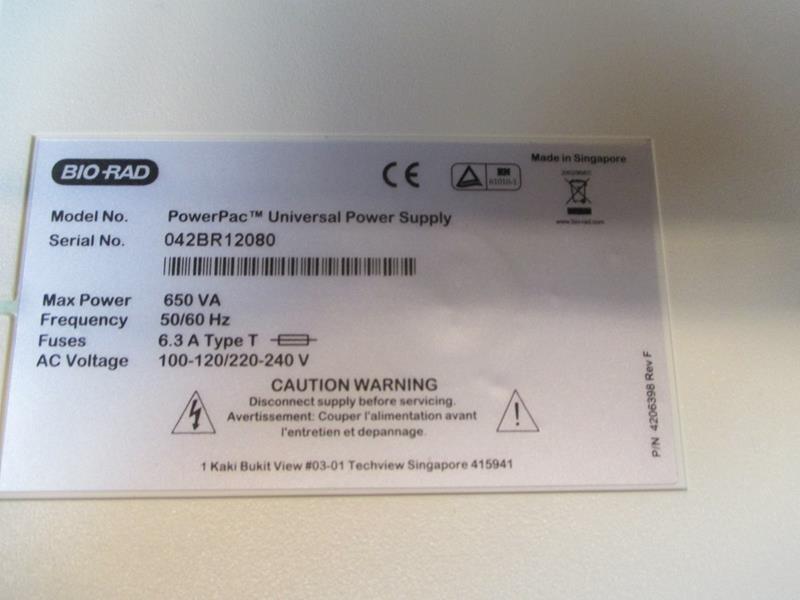 BIO-RAD
CE
Made in Singapore
61010-1
www.bio-rad.com
Model No. PowerPac™ Universal Power Supply
Serial No. 042BR12080
Max Power 650 VA
Frequency 50/60 Hz
Fuses 6.3 A Type T
AC Voltage 100-120/220-240 V
CAUTION WARNING
Disconnect supply before servicing.
Avertissement: Couper l'alimentation avant
l'entretien et depannage.
1 Kaki Bukit View #03-01 Techview Singapore 415941
P/N 4206398 Rev F